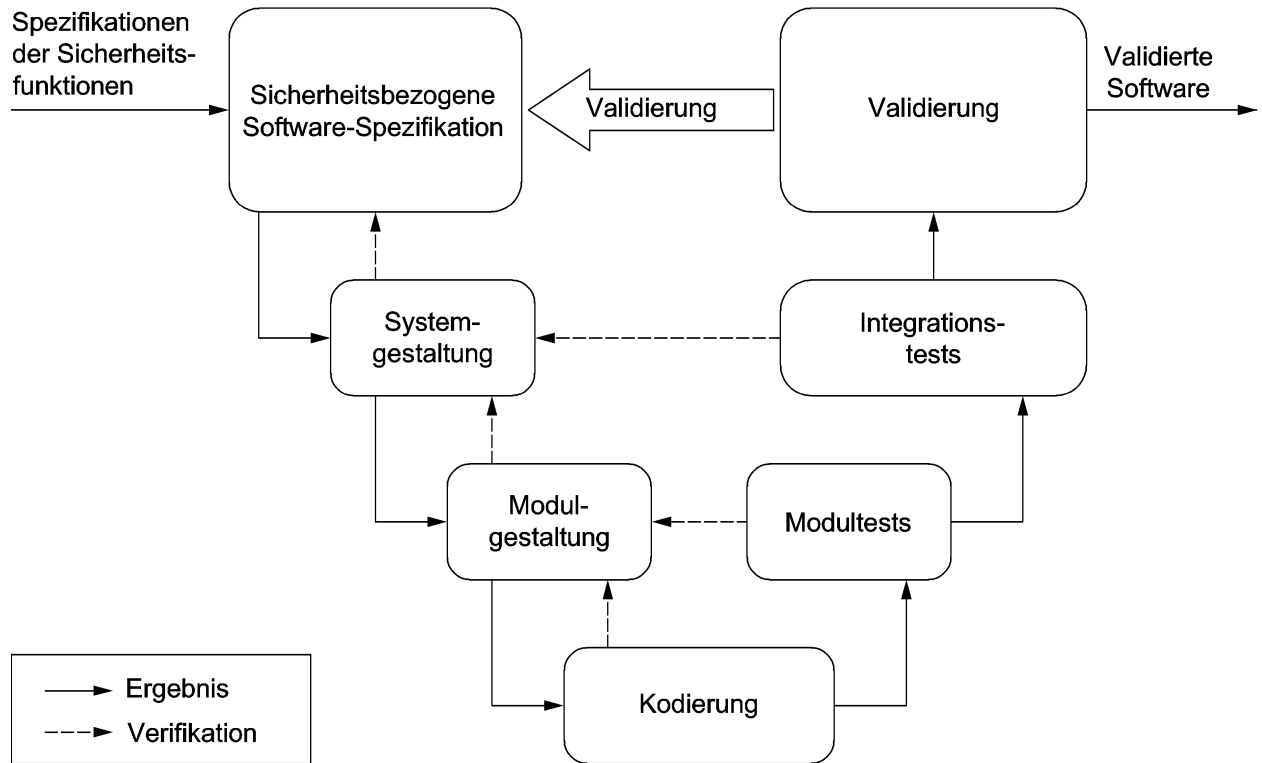 Spezifikationen
der Sicherheits-
funktionen
Sicherheitsbezogene
Software-Spezifikation
Validierung
Validierung
Validierte
Software
System-
gestaltung
Integrations-
tests
Modul-
gestaltung
Modultests
Kodierung
Ergebnis
Verifikation